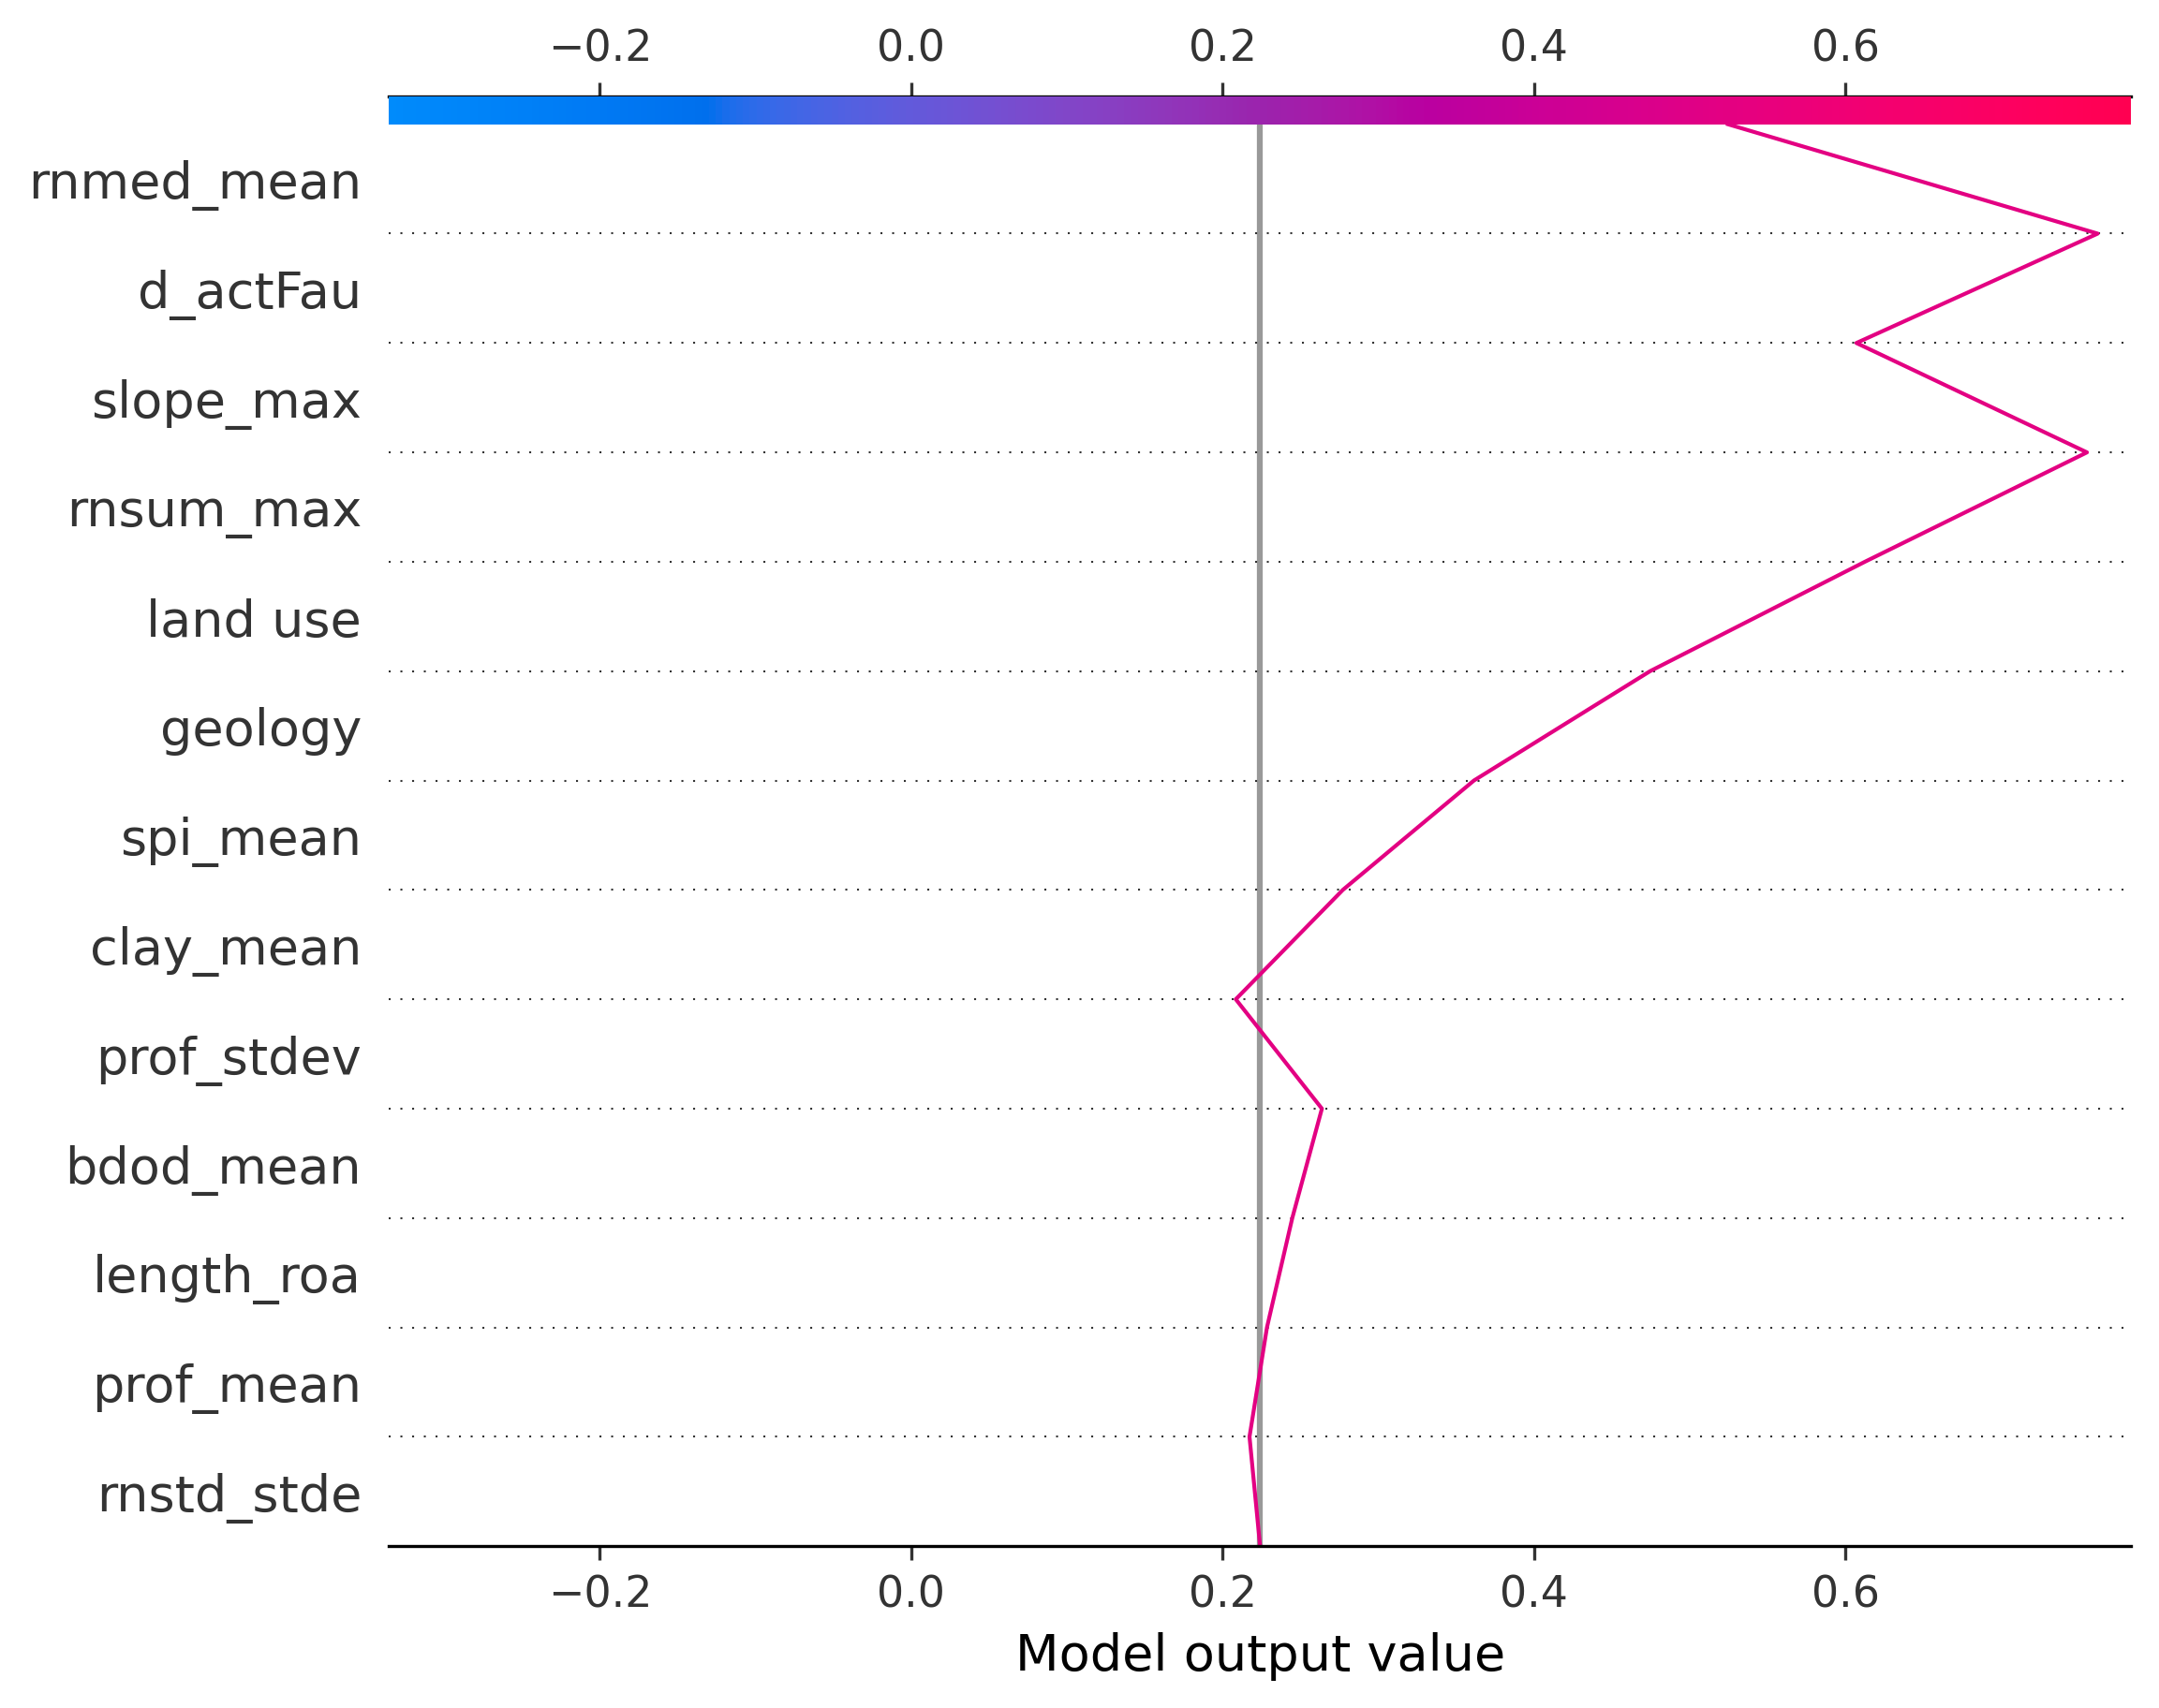 −0.2 0.0 0.2 0.4 0.6
rnmed_mean
d_actFau
slope_max
rnsum_max
land use
geology
spi_mean
clay_mean
prof_stdev
bdod_mean
length_roa
prof_mean
rnstd_stde
−0.2 0.0 0.2 0.4 0.6
Model output value